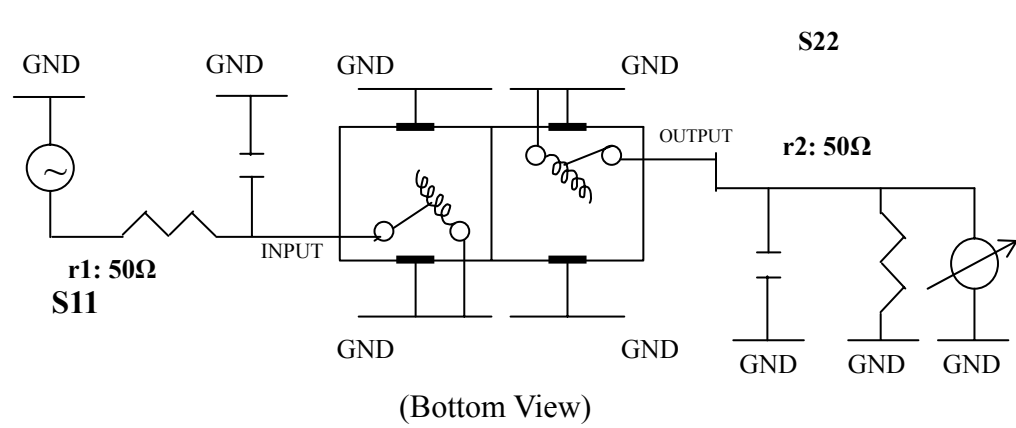 S22
GND
GND
GND
GND
OUTPUT
r2: 50Ω
INPUT
r1: 50Ω
S11
GND
GND
GND
GND
GND
(Bottom View)